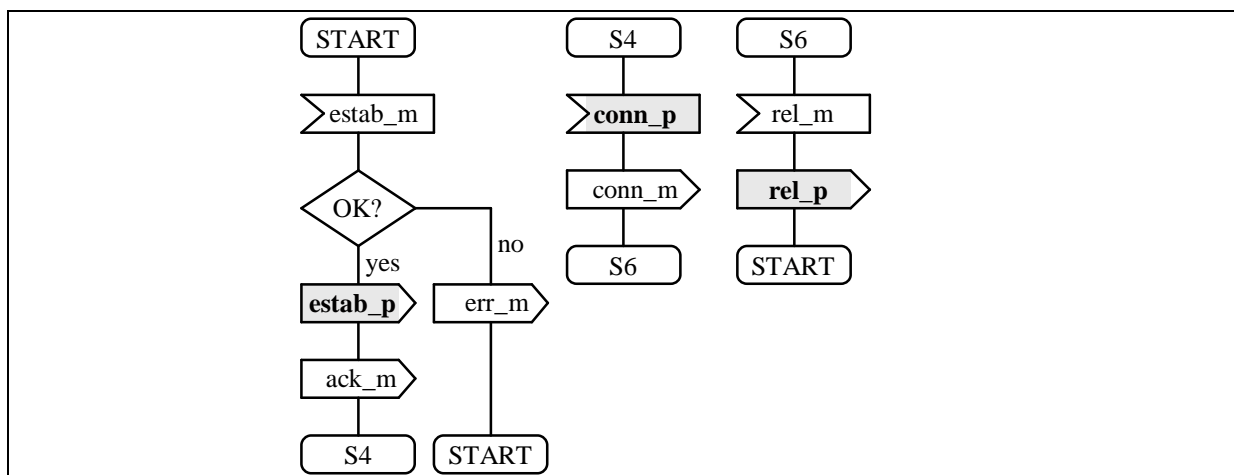 START
estab_m
OK?
no
yes
estab_p
err_m
ack_m
S4
START
S4
conn_p
conn_m
S6
S6
rel_m
rel_p
START